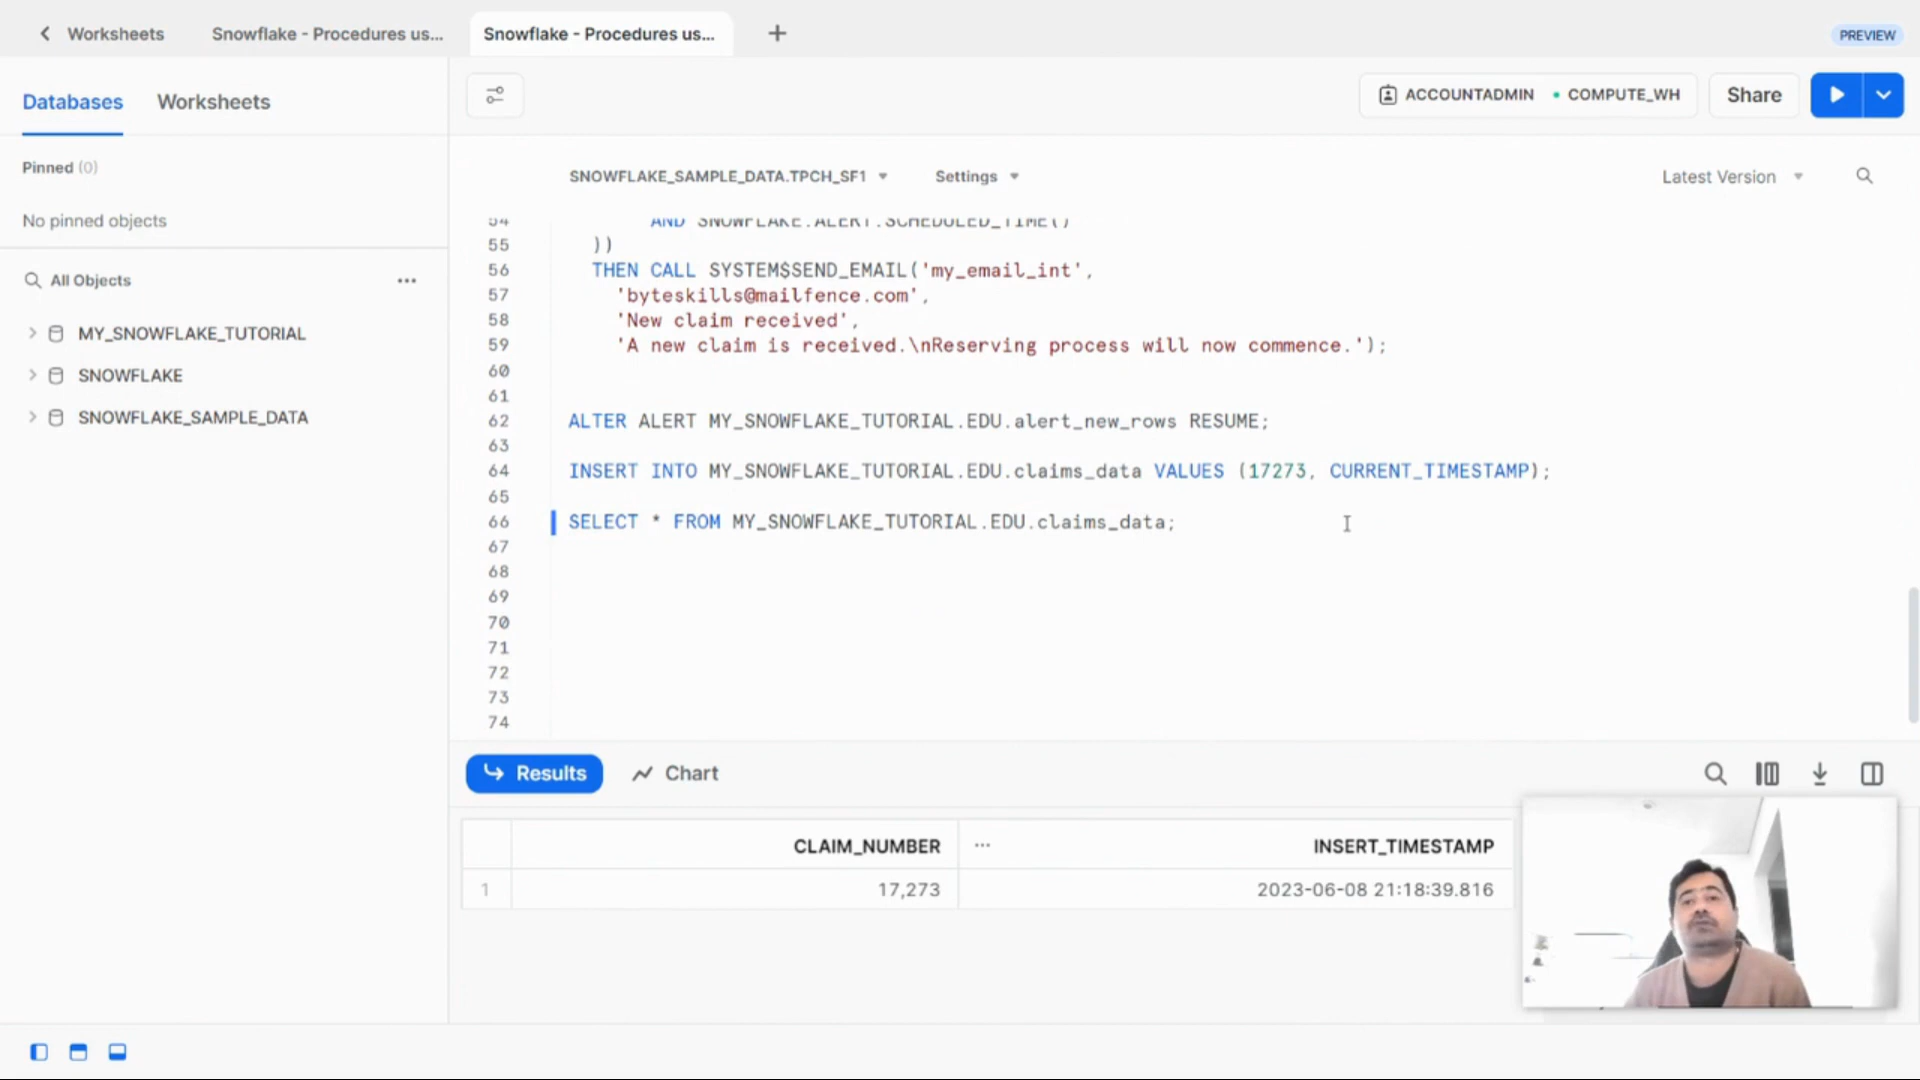 Worksheets
Snowflake - Procedures us...
Snowflake - Procedures us...
PREVIEW
Databases
Worksheets
ACCOUNTADMIN
COMPUTE_WH
Share
Pinned (0)
No pinned objects
All Objects
MY_SNOWFLAKE_TUTORIAL
SNOWFLAKE
SNOWFLAKE_SAMPLE_DATA
SNOWFLAKE_SAMPLE_DATA.TPCH_SF1
Settings
Latest Version
54 AND SNOWFLAKE.ALERT.SCHEDULED_TIME()
55 ))
56 THEN CALL SYSTEM$SEND_EMAIL('my_email_int',
57 'byteskills@mailfence.com',
58 'New claim received',
59 'A new claim is received.\nReserving process will now commence.');
60
61
62 ALTER ALERT MY_SNOWFLAKE_TUTORIAL.EDU.alert_new_rows RESUME;
63
64 INSERT INTO MY_SNOWFLAKE_TUTORIAL.EDU.claims_data VALUES (17273, CURRENT_TIMESTAMP);
65
66 SELECT * FROM MY_SNOWFLAKE_TUTORIAL.EDU.claims_data;
67
68
69
70
71
72
73
74
Results
Chart
CLAIM_NUMBER ... INSERT_TIMESTAMP
1 17,273 2023-06-08 21:18:39.816